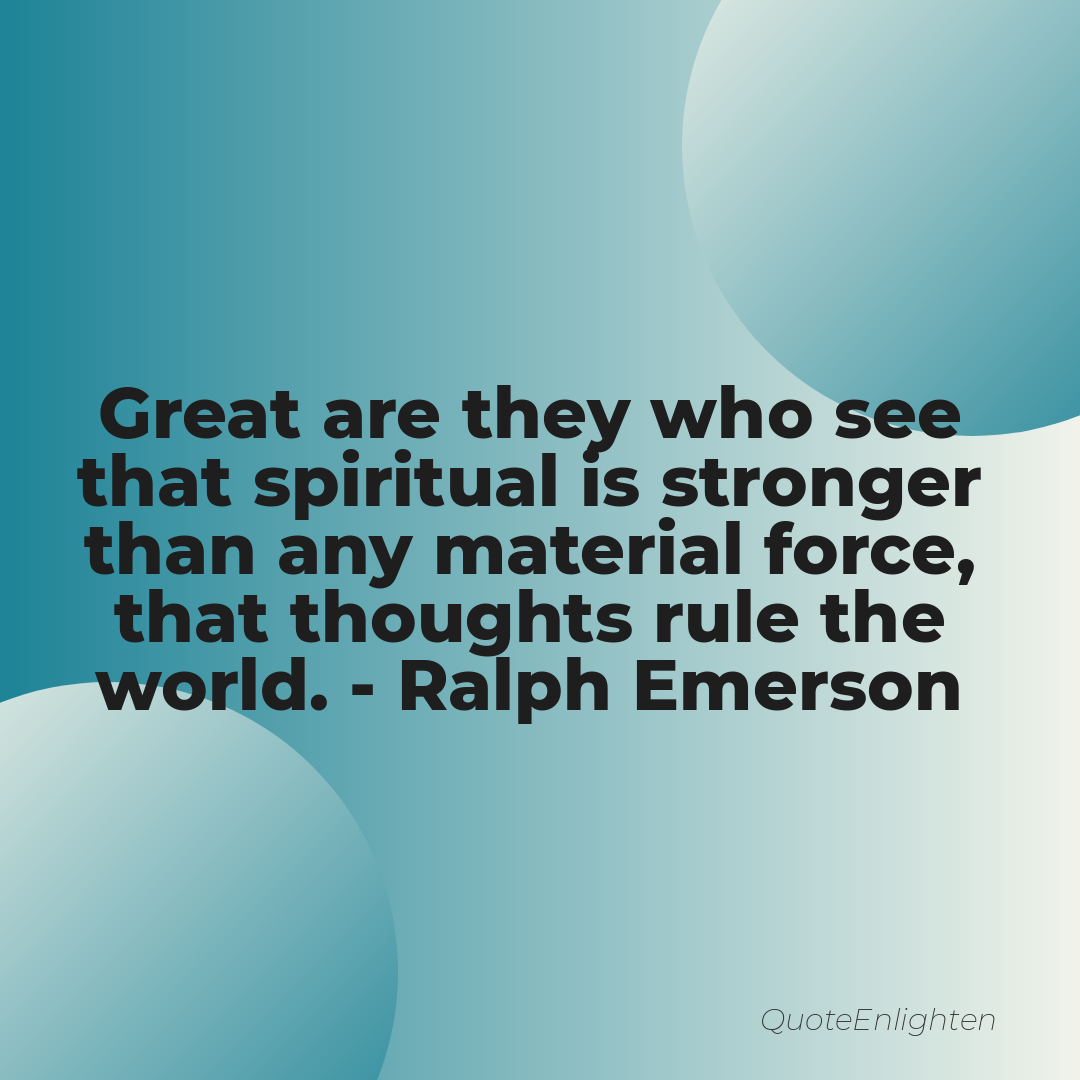 Great are they who see
that spiritual is stronger
than any material force,
that thoughts rule the
world. - Ralph Emerson
QuoteEnlighten